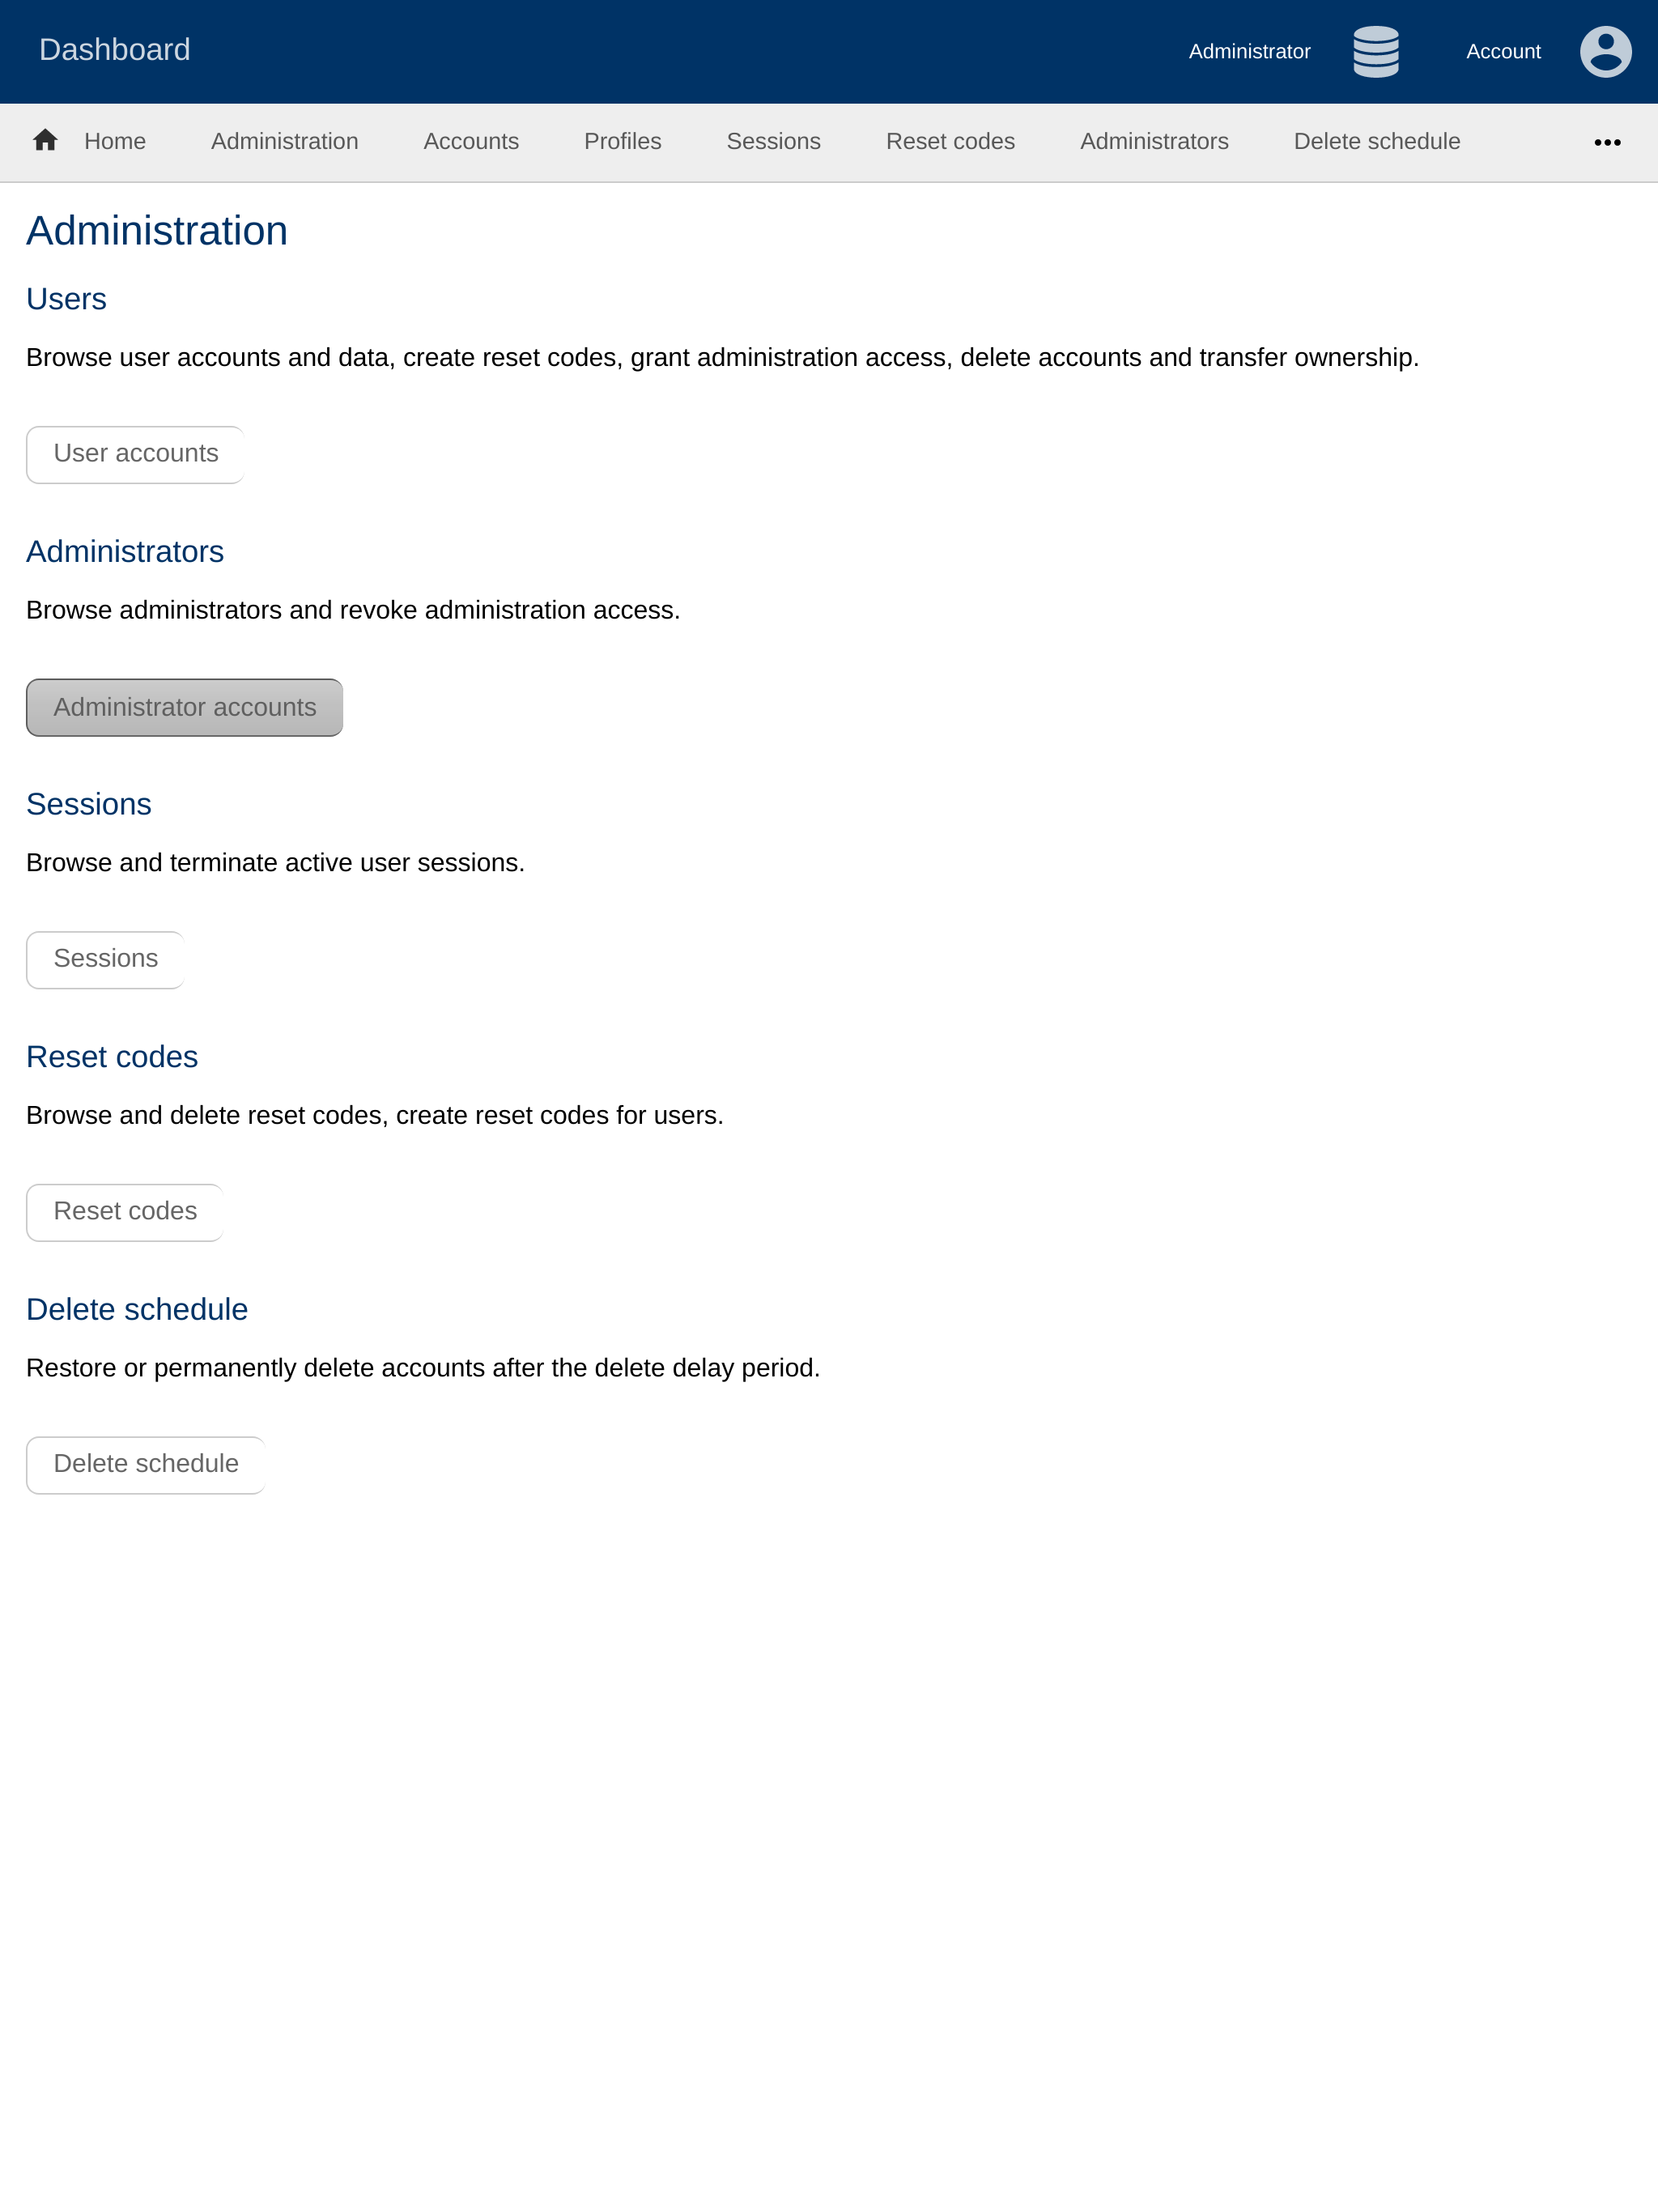 Dashboard
Administrator
Account
Home
Administration
Accounts
Profiles
Sessions
Reset codes
Administrators
Delete schedule
Administration
Users
Browse user accounts and data, create reset codes, grant administration access, delete accounts and transfer ownership.
User accounts
Administrators
Browse administrators and revoke administration access.
Administrator accounts
Sessions
Browse and terminate active user sessions.
Sessions
Reset codes
Browse and delete reset codes, create reset codes for users.
Reset codes
Delete schedule
Restore or permanently delete accounts after the delete delay period.
Delete schedule